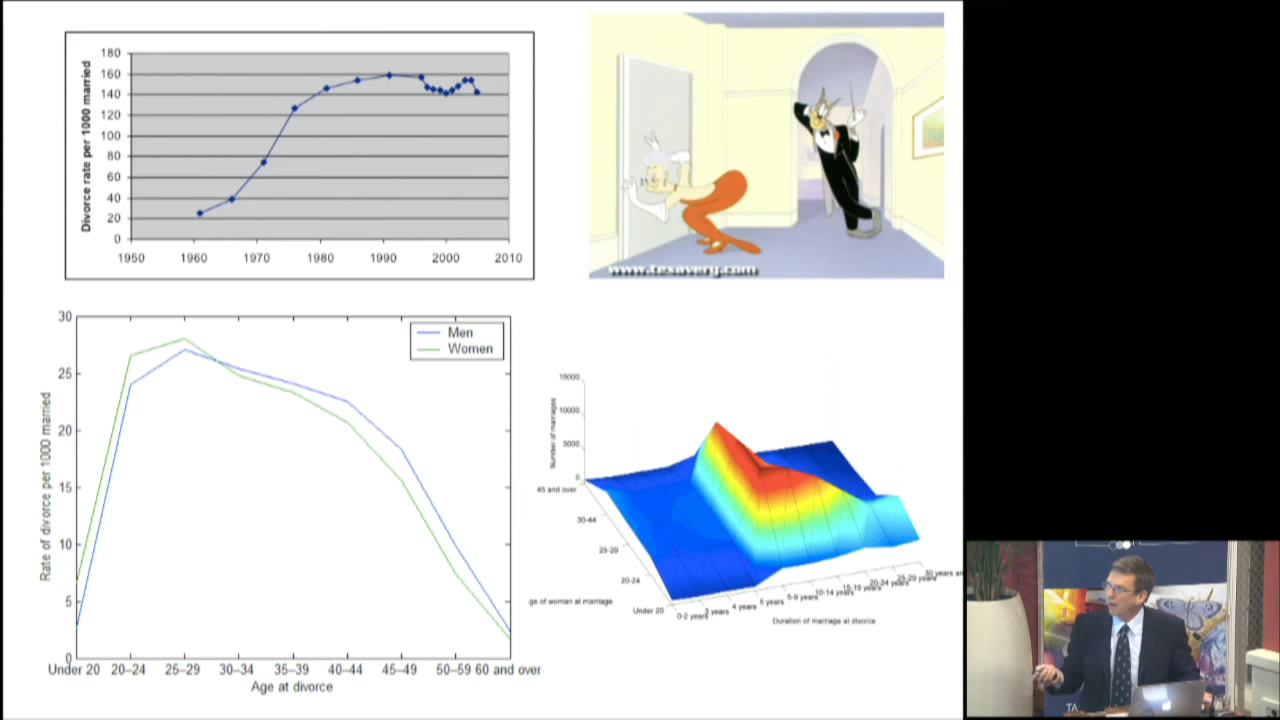 180
160
140
120
100
80
60
40
20
0
Divorce rate per 1000 married
1950 1960 1970 1980 1990 2000 2010
www.texavery.com
30
25
20
15
10
5
0
Rate of divorce per 1000 married
Men
Women
Under 20 20–24 25–29 30–34 35–39 40–44 45–49 50–59 60 and over
Age at divorce
15000
10000
5000
0
Number of marriages
45 and over
30-44
25-29
20-24
Under 20
ge of woman at marriage
0-2 years 3 years 4 years 5 years 5-9 years 10-14 years 15-19 years 20-24 years 25-29 years 30 years an
Duration of marriage at divorce
TA